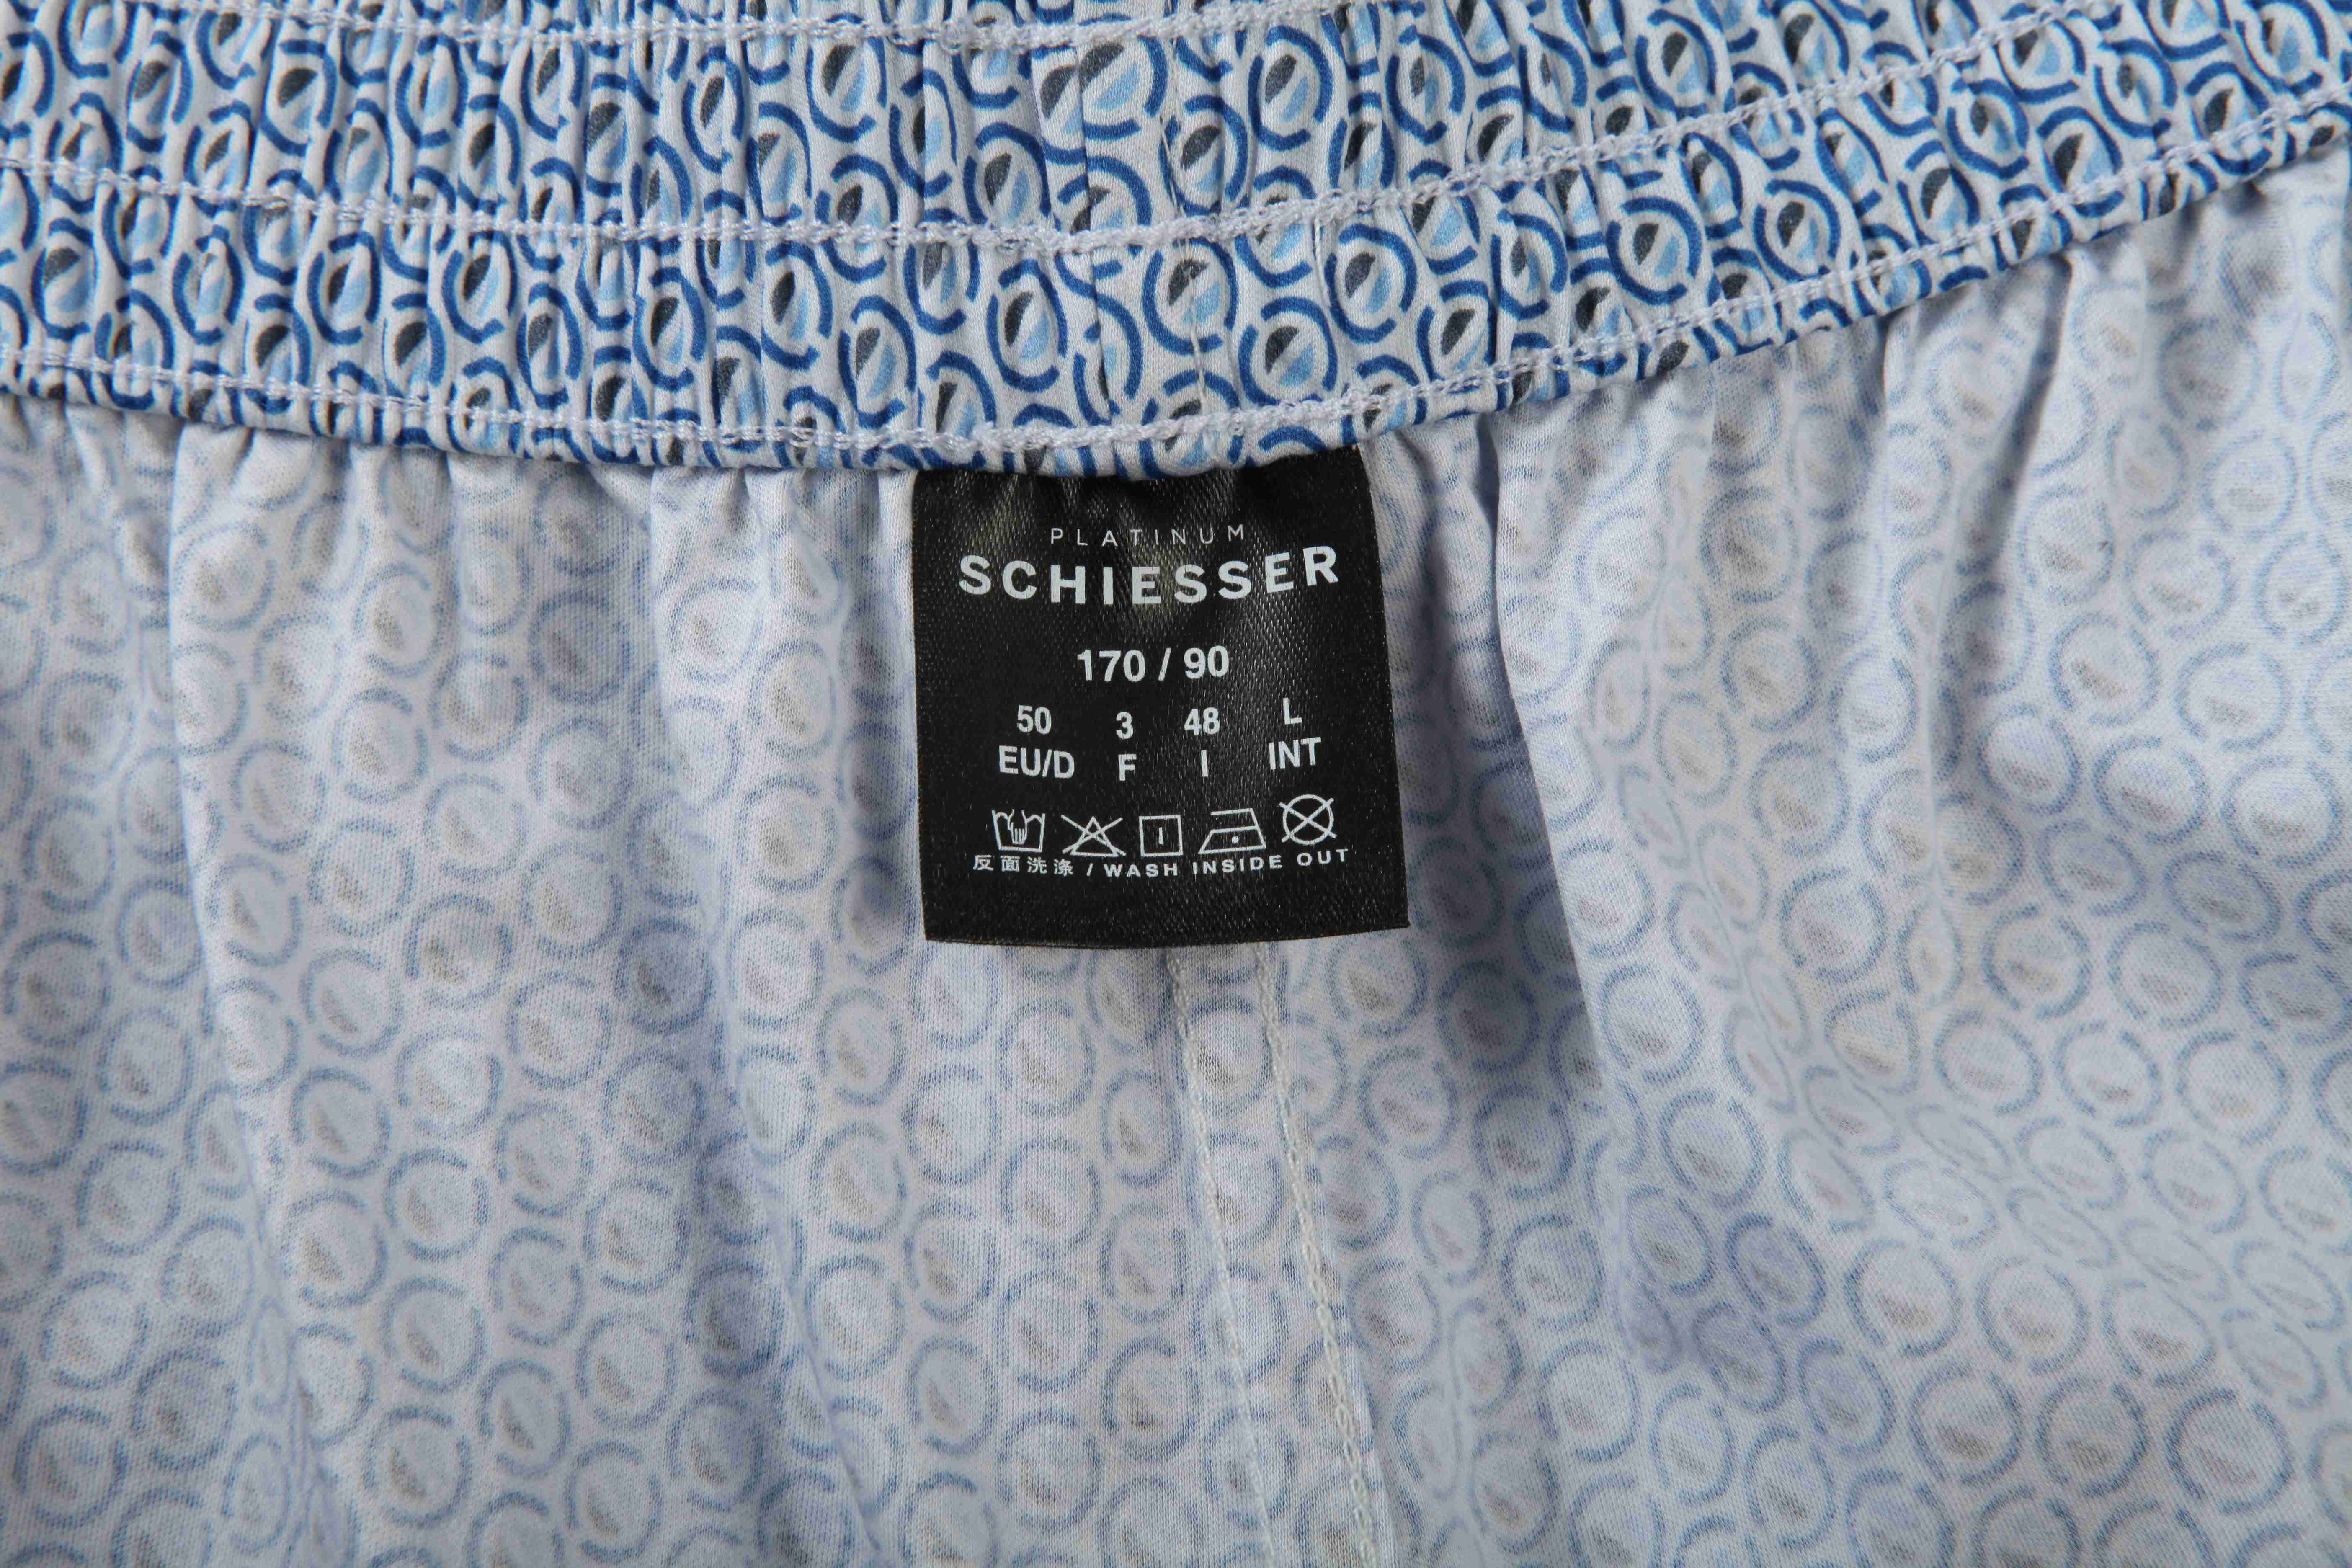 PLATINUM
SCHIESSER
170 / 90
50 3 48 L
EU/D F I INT
反面洗涤 / WASH INSIDE OUT